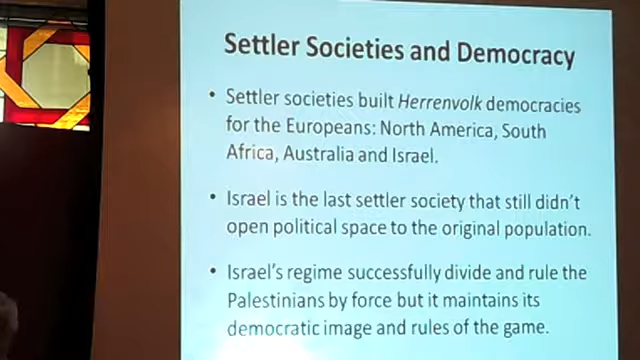 Settler Societies and Democracy
• Settler societies built Herrenvolk democracies
for the Europeans: North America, South
Africa, Australia and Israel.
• Israel is the last settler society that still didn't
open political space to the original population.
• Israel's regime successfully divide and rule the
Palestinians by force but it maintains its
democratic image and rules of the game.